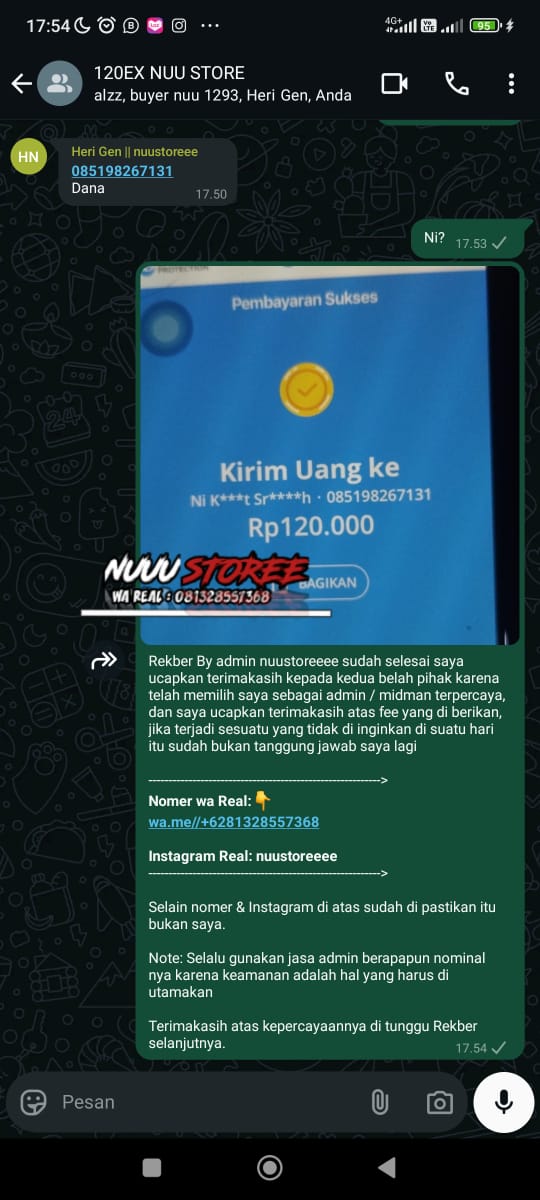 17:54
4G+
Vo LTE
95
120EX NUU STORE
alzz, buyer nuu 1293, Heri Gen, Anda
HN
Heri Gen || nuustoreee
085198267131
Dana
17.50
Ni?
17.53
PROTECTION
Pembayaran Sukses
Kirim Uang ke
Ni K***t Sr****h · 085198267131
Rp120.000
BAGIKAN
NUUU STOREE
WA REAL : 081328557368
Rekber By admin nuustoreeee sudah selesai saya
ucapkan terimakasih kepada kedua belah pihak karena
telah memilih saya sebagai admin / midman terpercaya,
dan saya ucapkan terimakasih atas fee yang di berikan,
jika terjadi sesuatu yang tidak di inginkan di suatu hari
itu sudah bukan tanggung jawab saya lagi
---------------------------------------------------------->
Nomer wa Real:👇
wa.me//+6281328557368
Instagram Real: nuustoreeee
---------------------------------------------------------->
Selain nomer & Instagram di atas sudah di pastikan itu
bukan saya.
Note: Selalu gunakan jasa admin berapapun nominal
nya karena keamanan adalah hal yang harus di
utamakan
Terimakasih atas kepercayaannya di tunggu Rekber
selanjutnya.
17.54
Pesan